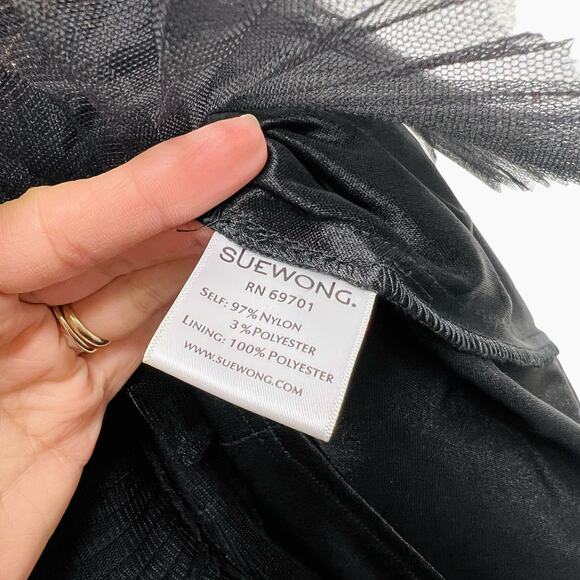 SUEWONG.
RN 69701
SELF: 97% NYLON
3% POLYESTER
LINING: 100% POLYESTER
WWW.SUEWONG.COM